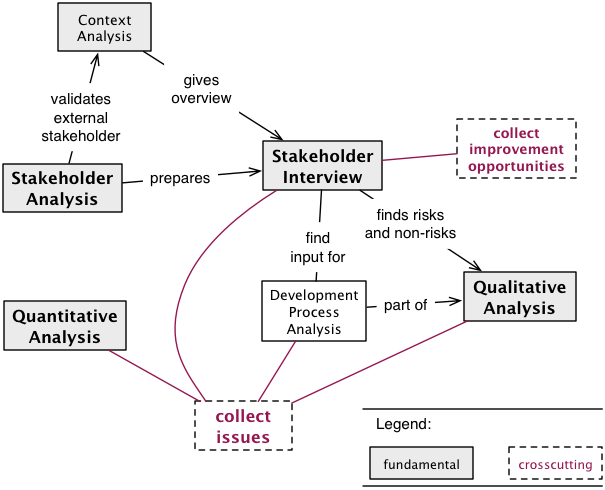 Context
Analysis
gives
overview
validates
external
stakeholder
collect
improvement
opportunities
Stakeholder
Interview
Stakeholder
Analysis
prepares
finds risks
and non-risks
find
input for
Development
Process
Analysis
part of
Qualitative
Analysis
Quantitative
Analysis
collect
issues
Legend:
fundamental
crosscutting